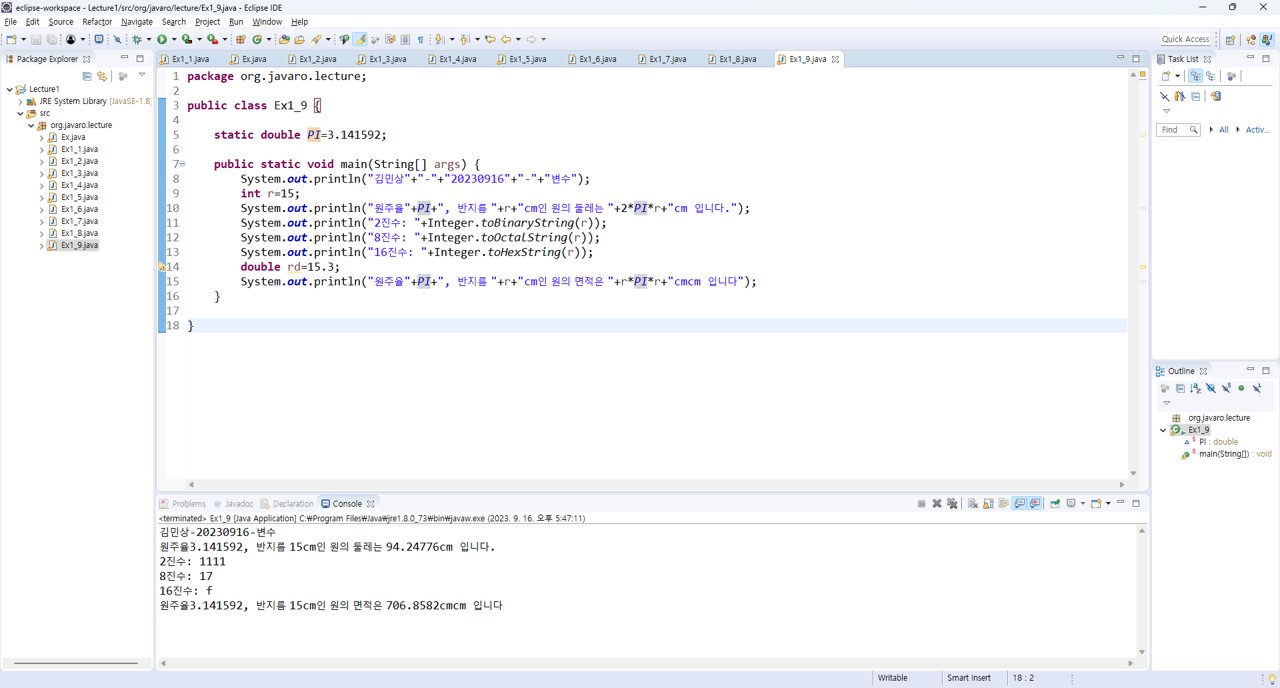 eclipse-workspace - Lecture1/src/org/javaro/lecture/Ex1_9.java - Eclipse IDE
File Edit Source Refactor Navigate Search Project Run Window Help
Quick Access
Package Explorer
Lecture1
JRE System Library [JavaSE-1.8]
src
org.javaro.lecture
Ex.java
Ex1_1.java
Ex1_2.java
Ex1_3.java
Ex1_4.java
Ex1_5.java
Ex1_6.java
Ex1_7.java
Ex1_8.java
Ex1_9.java
Ex1_1.java Ex.java Ex1_2.java Ex1_3.java Ex1_4.java Ex1_5.java Ex1_6.java Ex1_7.java Ex1_8.java Ex1_9.java
1 package org.javaro.lecture;
2
3 public class Ex1_9 {
4
5 static double PI=3.141592;
6
7 public static void main(String[] args) {
8 System.out.println("김민상"+"-"+"20230916"+"-"+"변수");
9 int r=15;
10 System.out.println("원주율"+PI+", 반지름 "+r+"cm인 원의 둘레는 "+2*PI*r+"cm 입니다.");
11 System.out.println("2진수: "+Integer.toBinaryString(r));
12 System.out.println("8진수: "+Integer.toOctalString(r));
13 System.out.println("16진수: "+Integer.toHexString(r));
14 double rd=15.3;
15 System.out.println("원주율"+PI+", 반지름 "+r+"cm인 원의 면적은 "+r*PI*r+"cmcm 입니다");
16 }
17
18 }
Task List
Find All Activ...
Outline
org.javaro.lecture
Ex1_9
PI : double
main(String[]) : void
Problems Javadoc Declaration Console
<terminated> Ex1_9 [Java Application] C:₩Program Files₩Java₩jre1.8.0_73₩bin₩javaw.exe (2023. 9. 16. 오후 5:47:11)
김민상-20230916-변수
원주율3.141592, 반지름 15cm인 원의 둘레는 94.24776cm 입니다.
2진수: 1111
8진수: 17
16진수: f
원주율3.141592, 반지름 15cm인 원의 면적은 706.8582cmcm 입니다
Writable Smart Insert 18 : 2